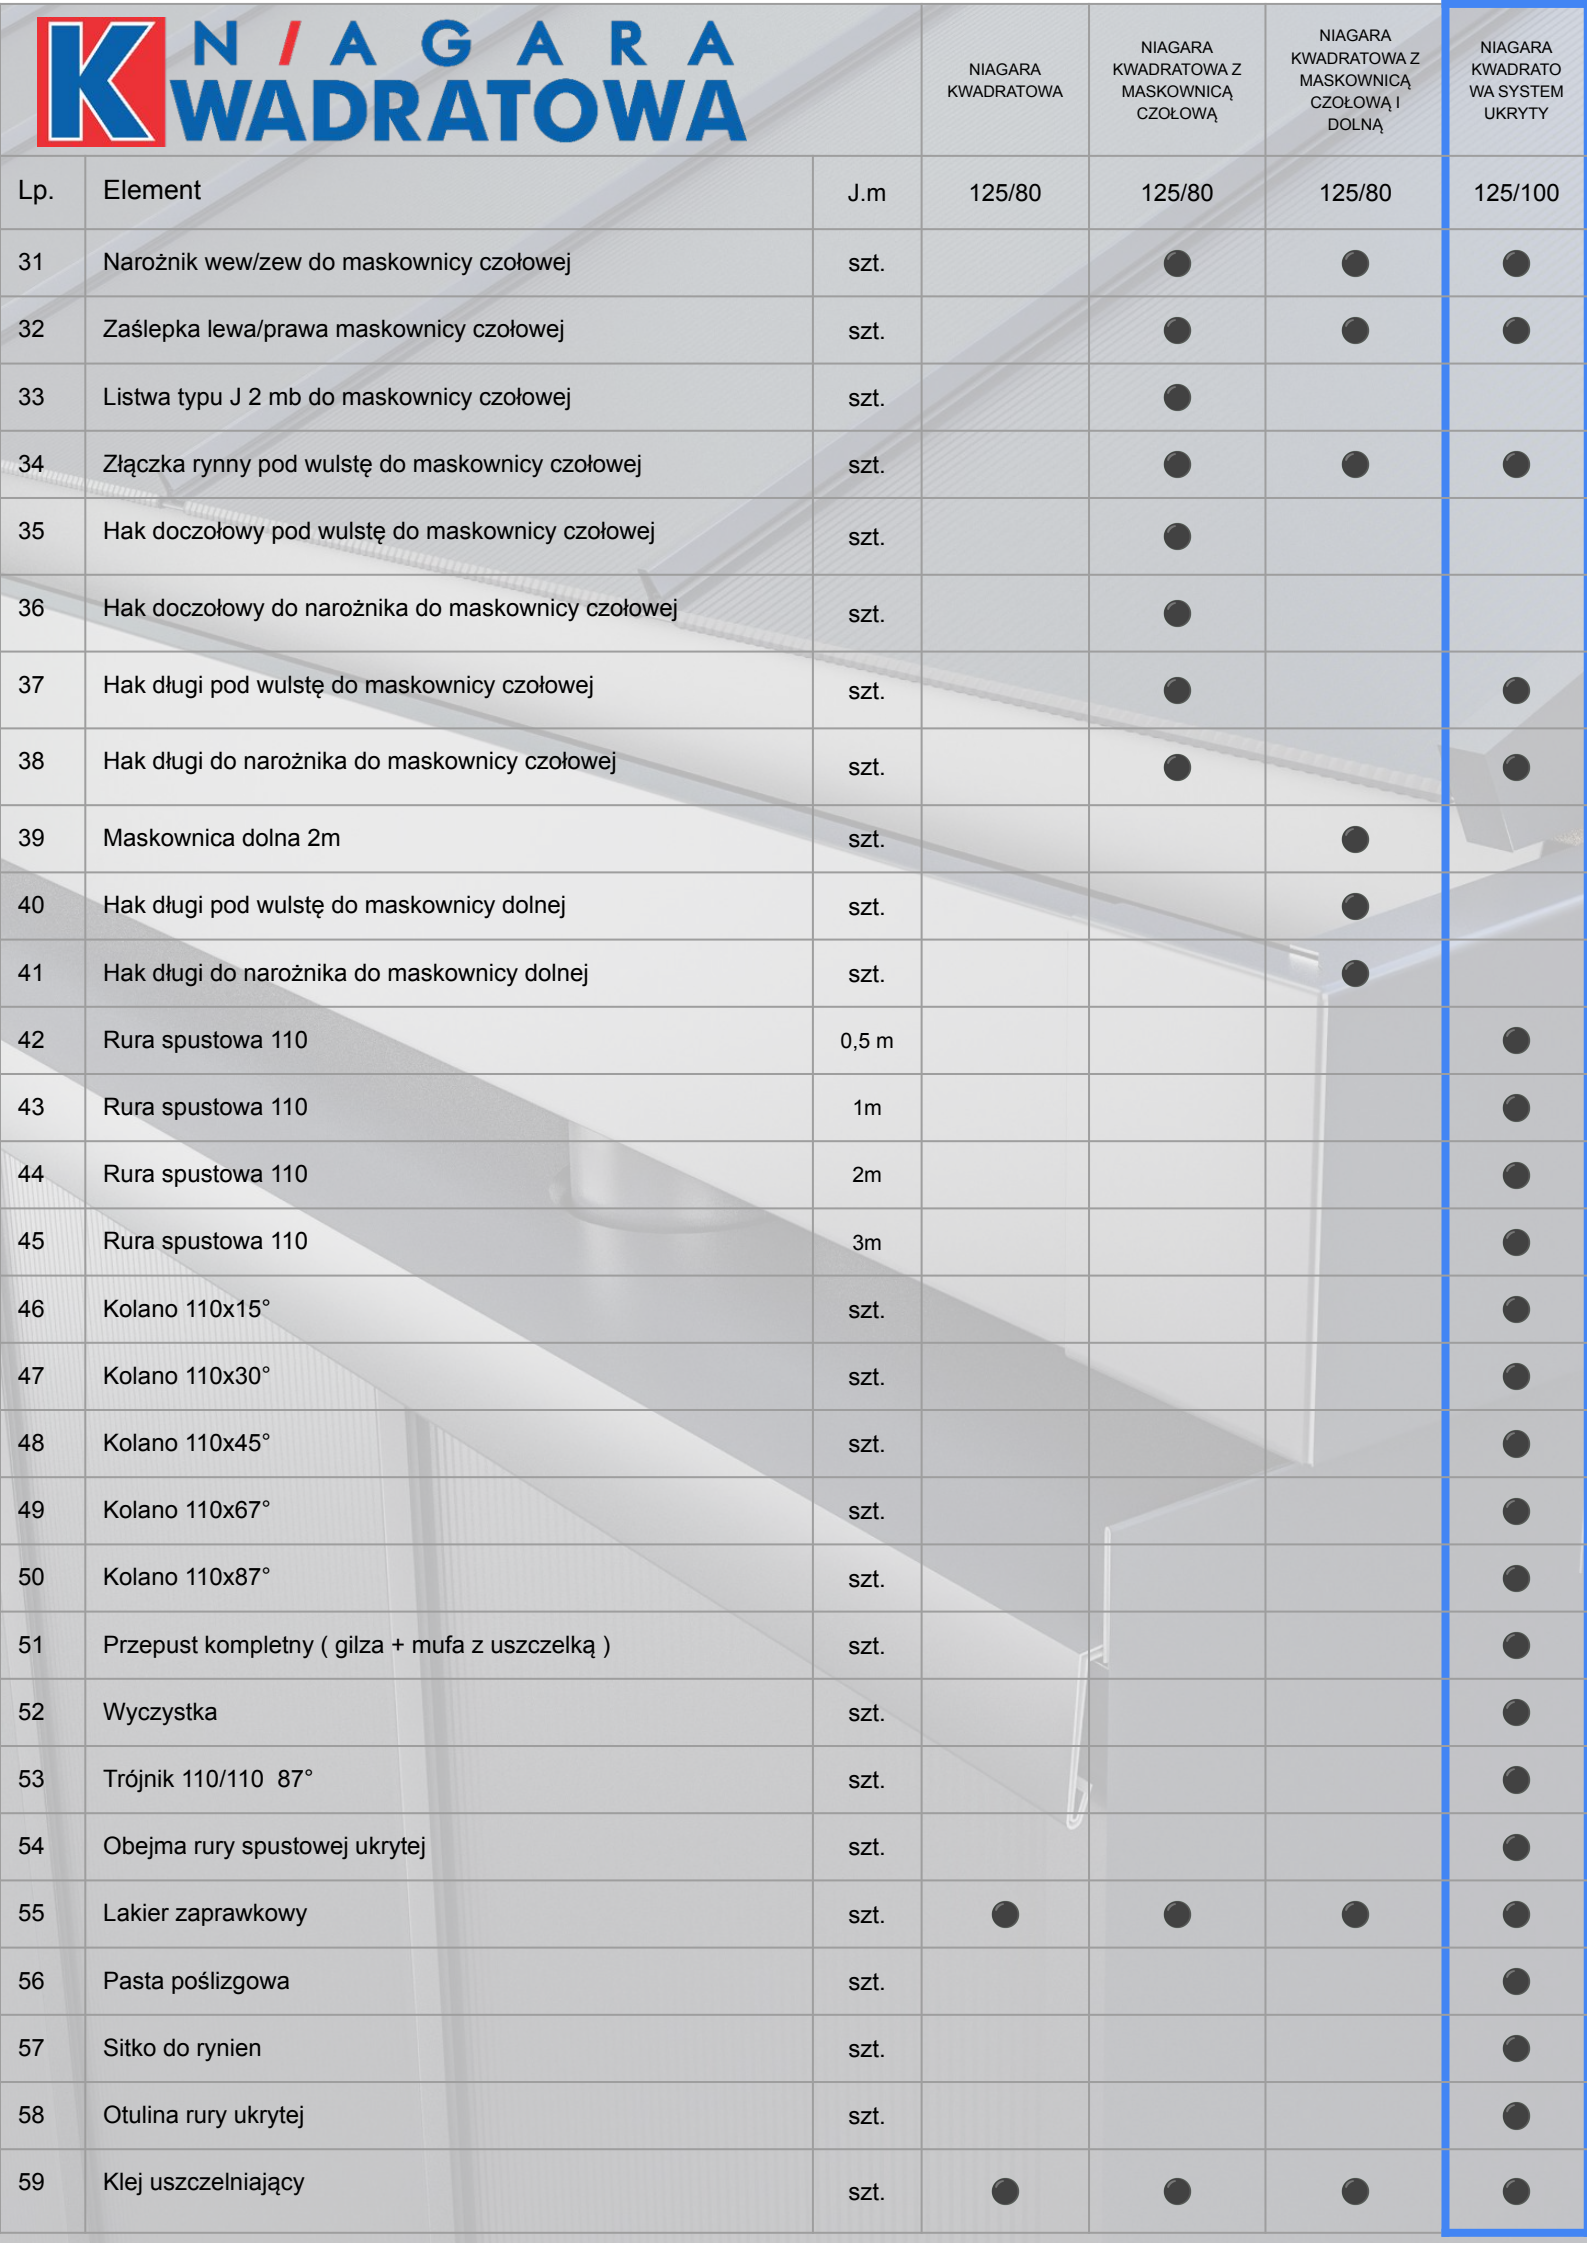 NIAGARA
KWADRATOWA
NIAGARA
KWADRATOWA
NIAGARA
KWADRATOWA Z
MASKOWNICĄ
CZOŁOWĄ
NIAGARA
KWADRATOWA Z
MASKOWNICĄ
CZOŁOWĄ I
DOLNĄ
NIAGARA
KWADRATO
WA SYSTEM
UKRYTY
Lp. Element J.m 125/80 125/80 125/80 125/100
31 Narożnik wew/zew do maskownicy czołowej szt.
32 Zaślepka lewa/prawa maskownicy czołowej szt.
33 Listwa typu J 2 mb do maskownicy czołowej szt.
34 Złączka rynny pod wulstę do maskownicy czołowej szt.
35 Hak doczołowy pod wulstę do maskownicy czołowej szt.
36 Hak doczołowy do narożnika do maskownicy czołowej szt.
37 Hak długi pod wulstę do maskownicy czołowej szt.
38 Hak długi do narożnika do maskownicy czołowej szt.
39 Maskownica dolna 2m szt.
40 Hak długi pod wulstę do maskownicy dolnej szt.
41 Hak długi do narożnika do maskownicy dolnej szt.
42 Rura spustowa 110 0,5 m
43 Rura spustowa 110 1m
44 Rura spustowa 110 2m
45 Rura spustowa 110 3m
46 Kolano 110x15° szt.
47 Kolano 110x30° szt.
48 Kolano 110x45° szt.
49 Kolano 110x67° szt.
50 Kolano 110x87° szt.
51 Przepust kompletny ( gilza + mufa z uszczelką ) szt.
52 Wyczystka szt.
53 Trójnik 110/110 87° szt.
54 Obejma rury spustowej ukrytej szt.
55 Lakier zaprawkowy szt.
56 Pasta poślizgowa szt.
57 Sitko do rynien szt.
58 Otulina rury ukrytej szt.
59 Klej uszczelniający szt.